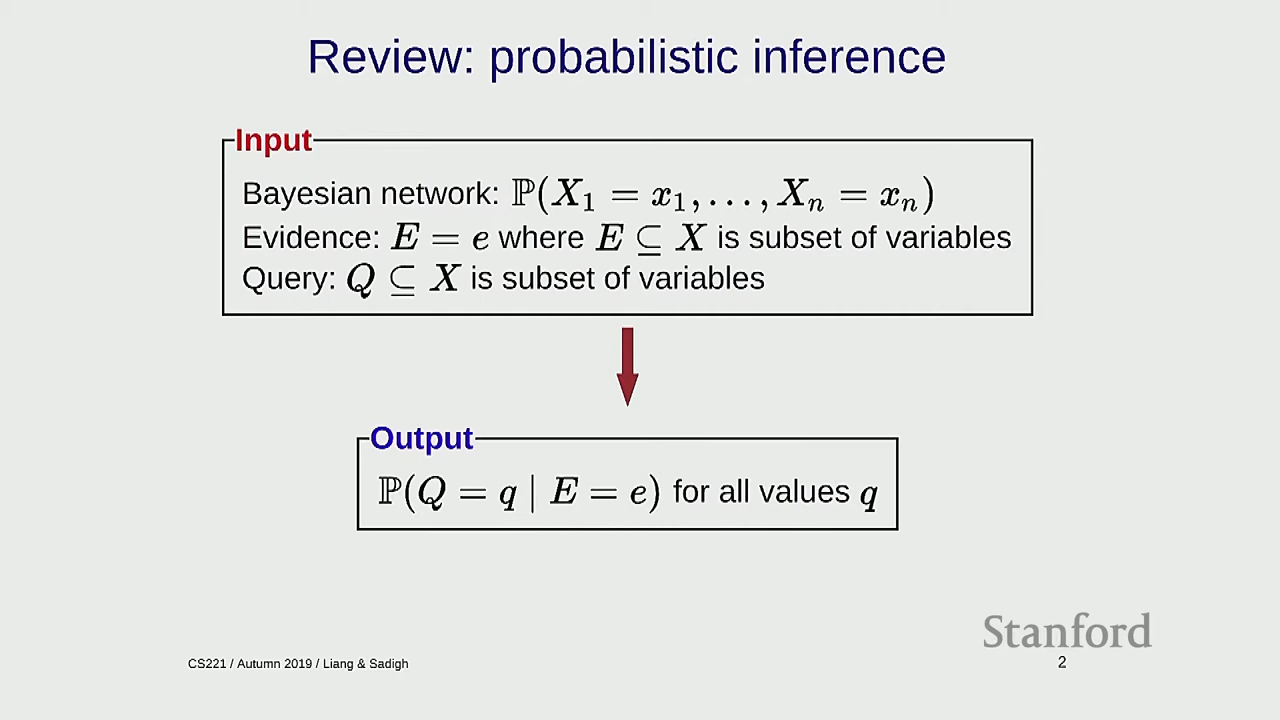 Review: probabilistic inference
Input
Bayesian network: ℙ(X₁ = x₁, . . . , Xₙ = xₙ)
Evidence: E = e where E ⊆ X is subset of variables
Query: Q ⊆ X is subset of variables
Output
ℙ(Q = q | E = e) for all values q
Stanford
CS221 / Autumn 2019 / Liang & Sadigh
2